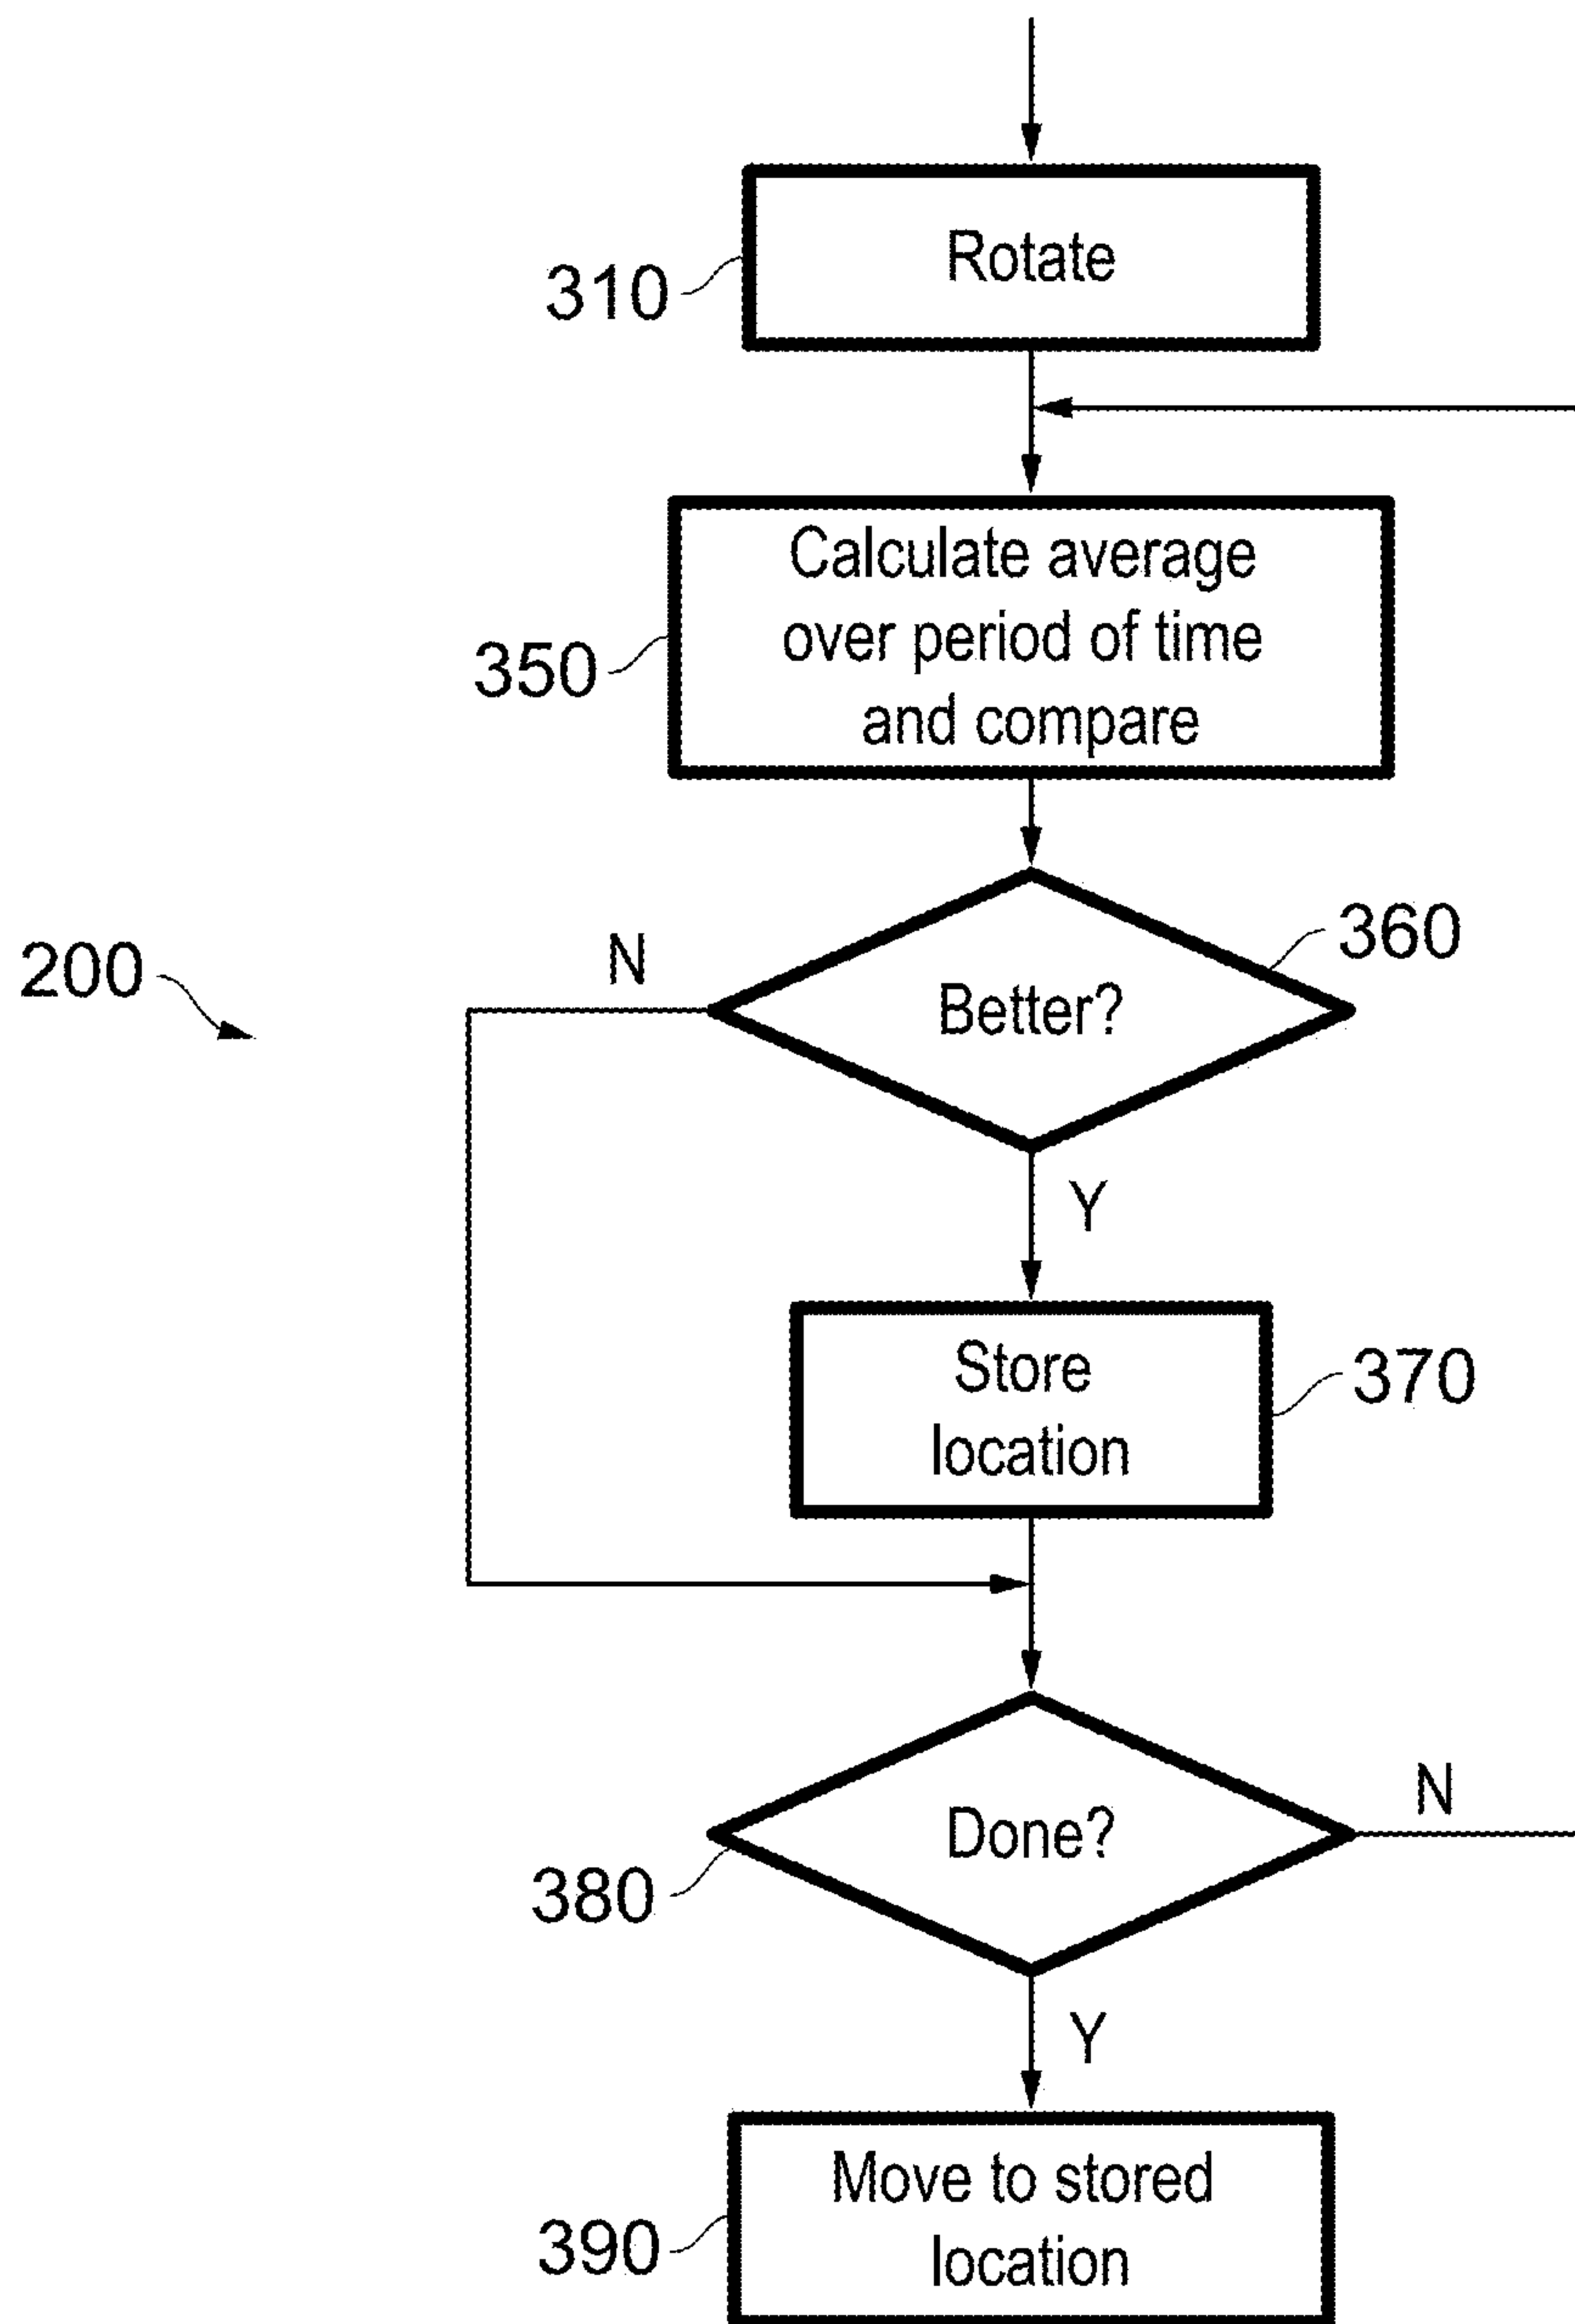 Rotate
310
Calculate average
over period of time
and compare
350
360
N
200
Better?
Y
Store
location
370
N
Done?
380
Y
Move to stored
location
390